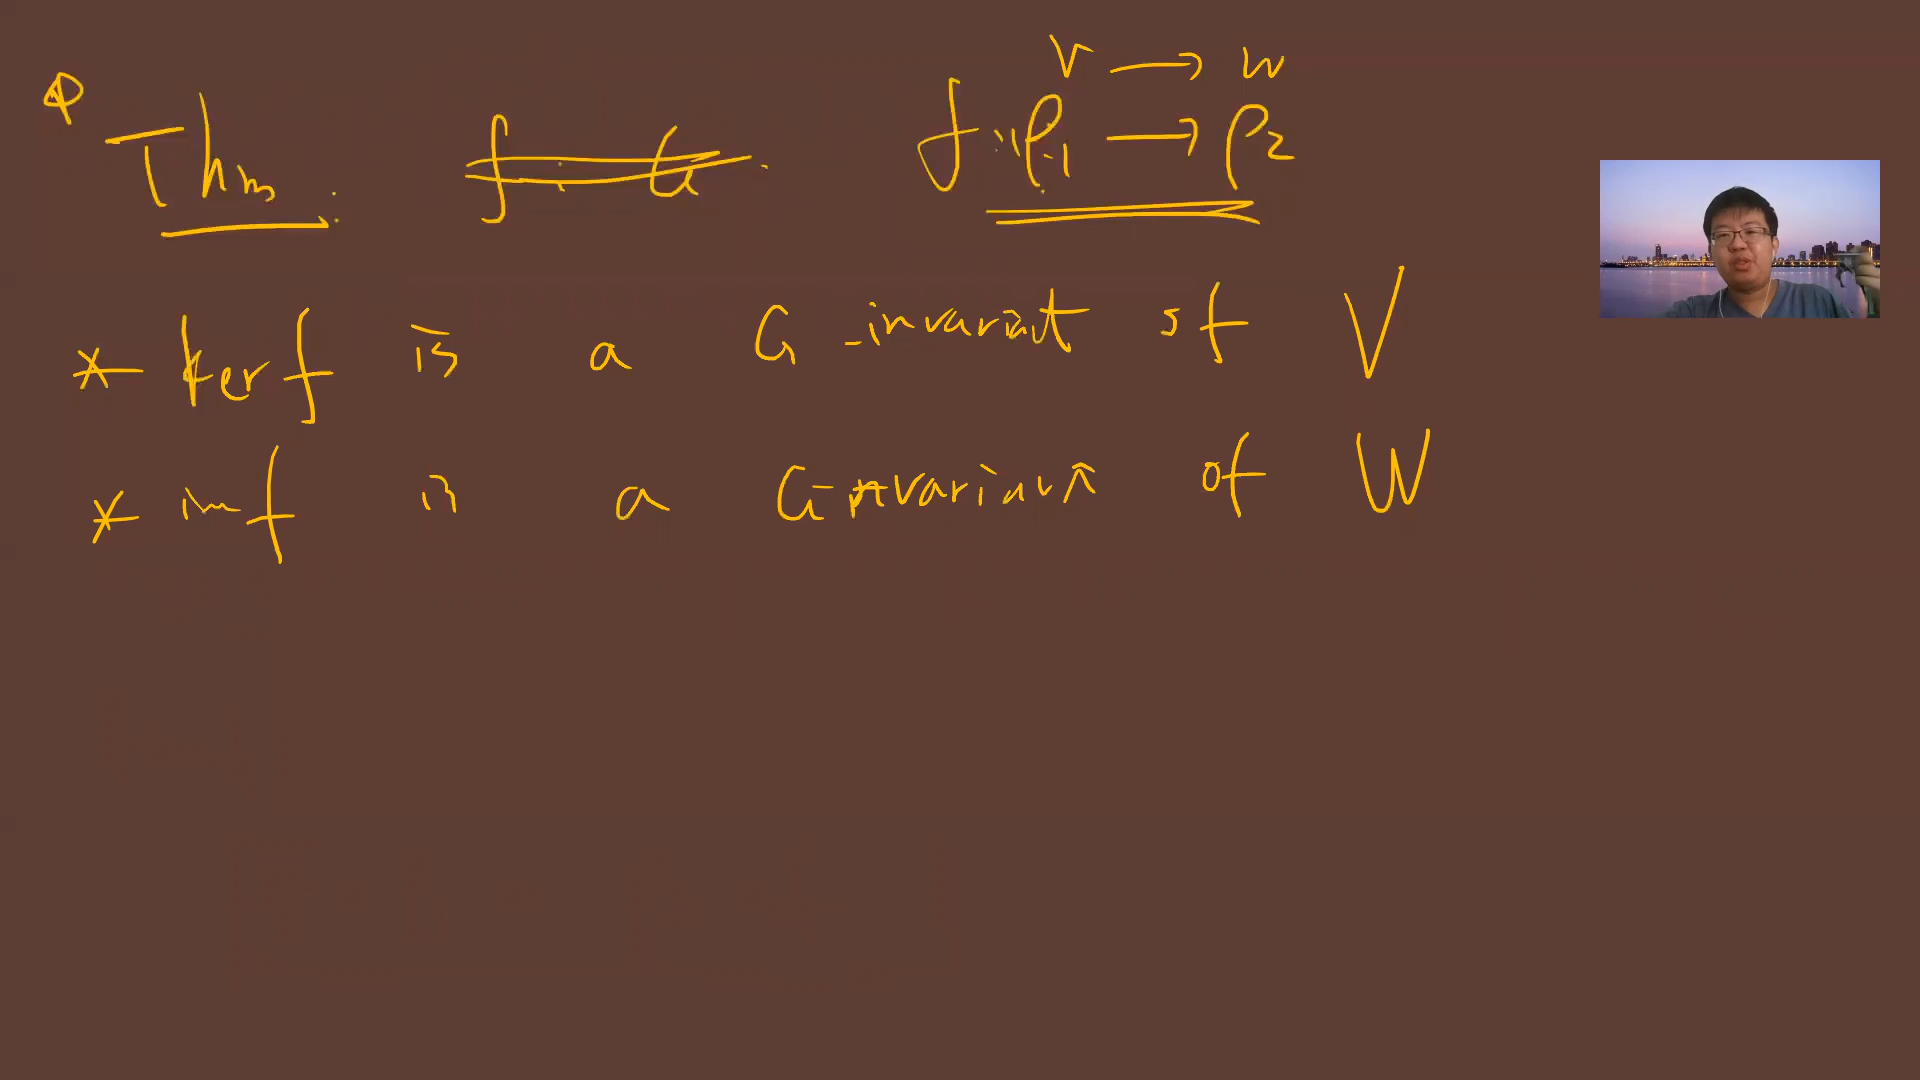 V → W
Thm: f: ρ₁ → ρ₂
* ker f is a G-invariant of V
* im f is a G-invariant of W